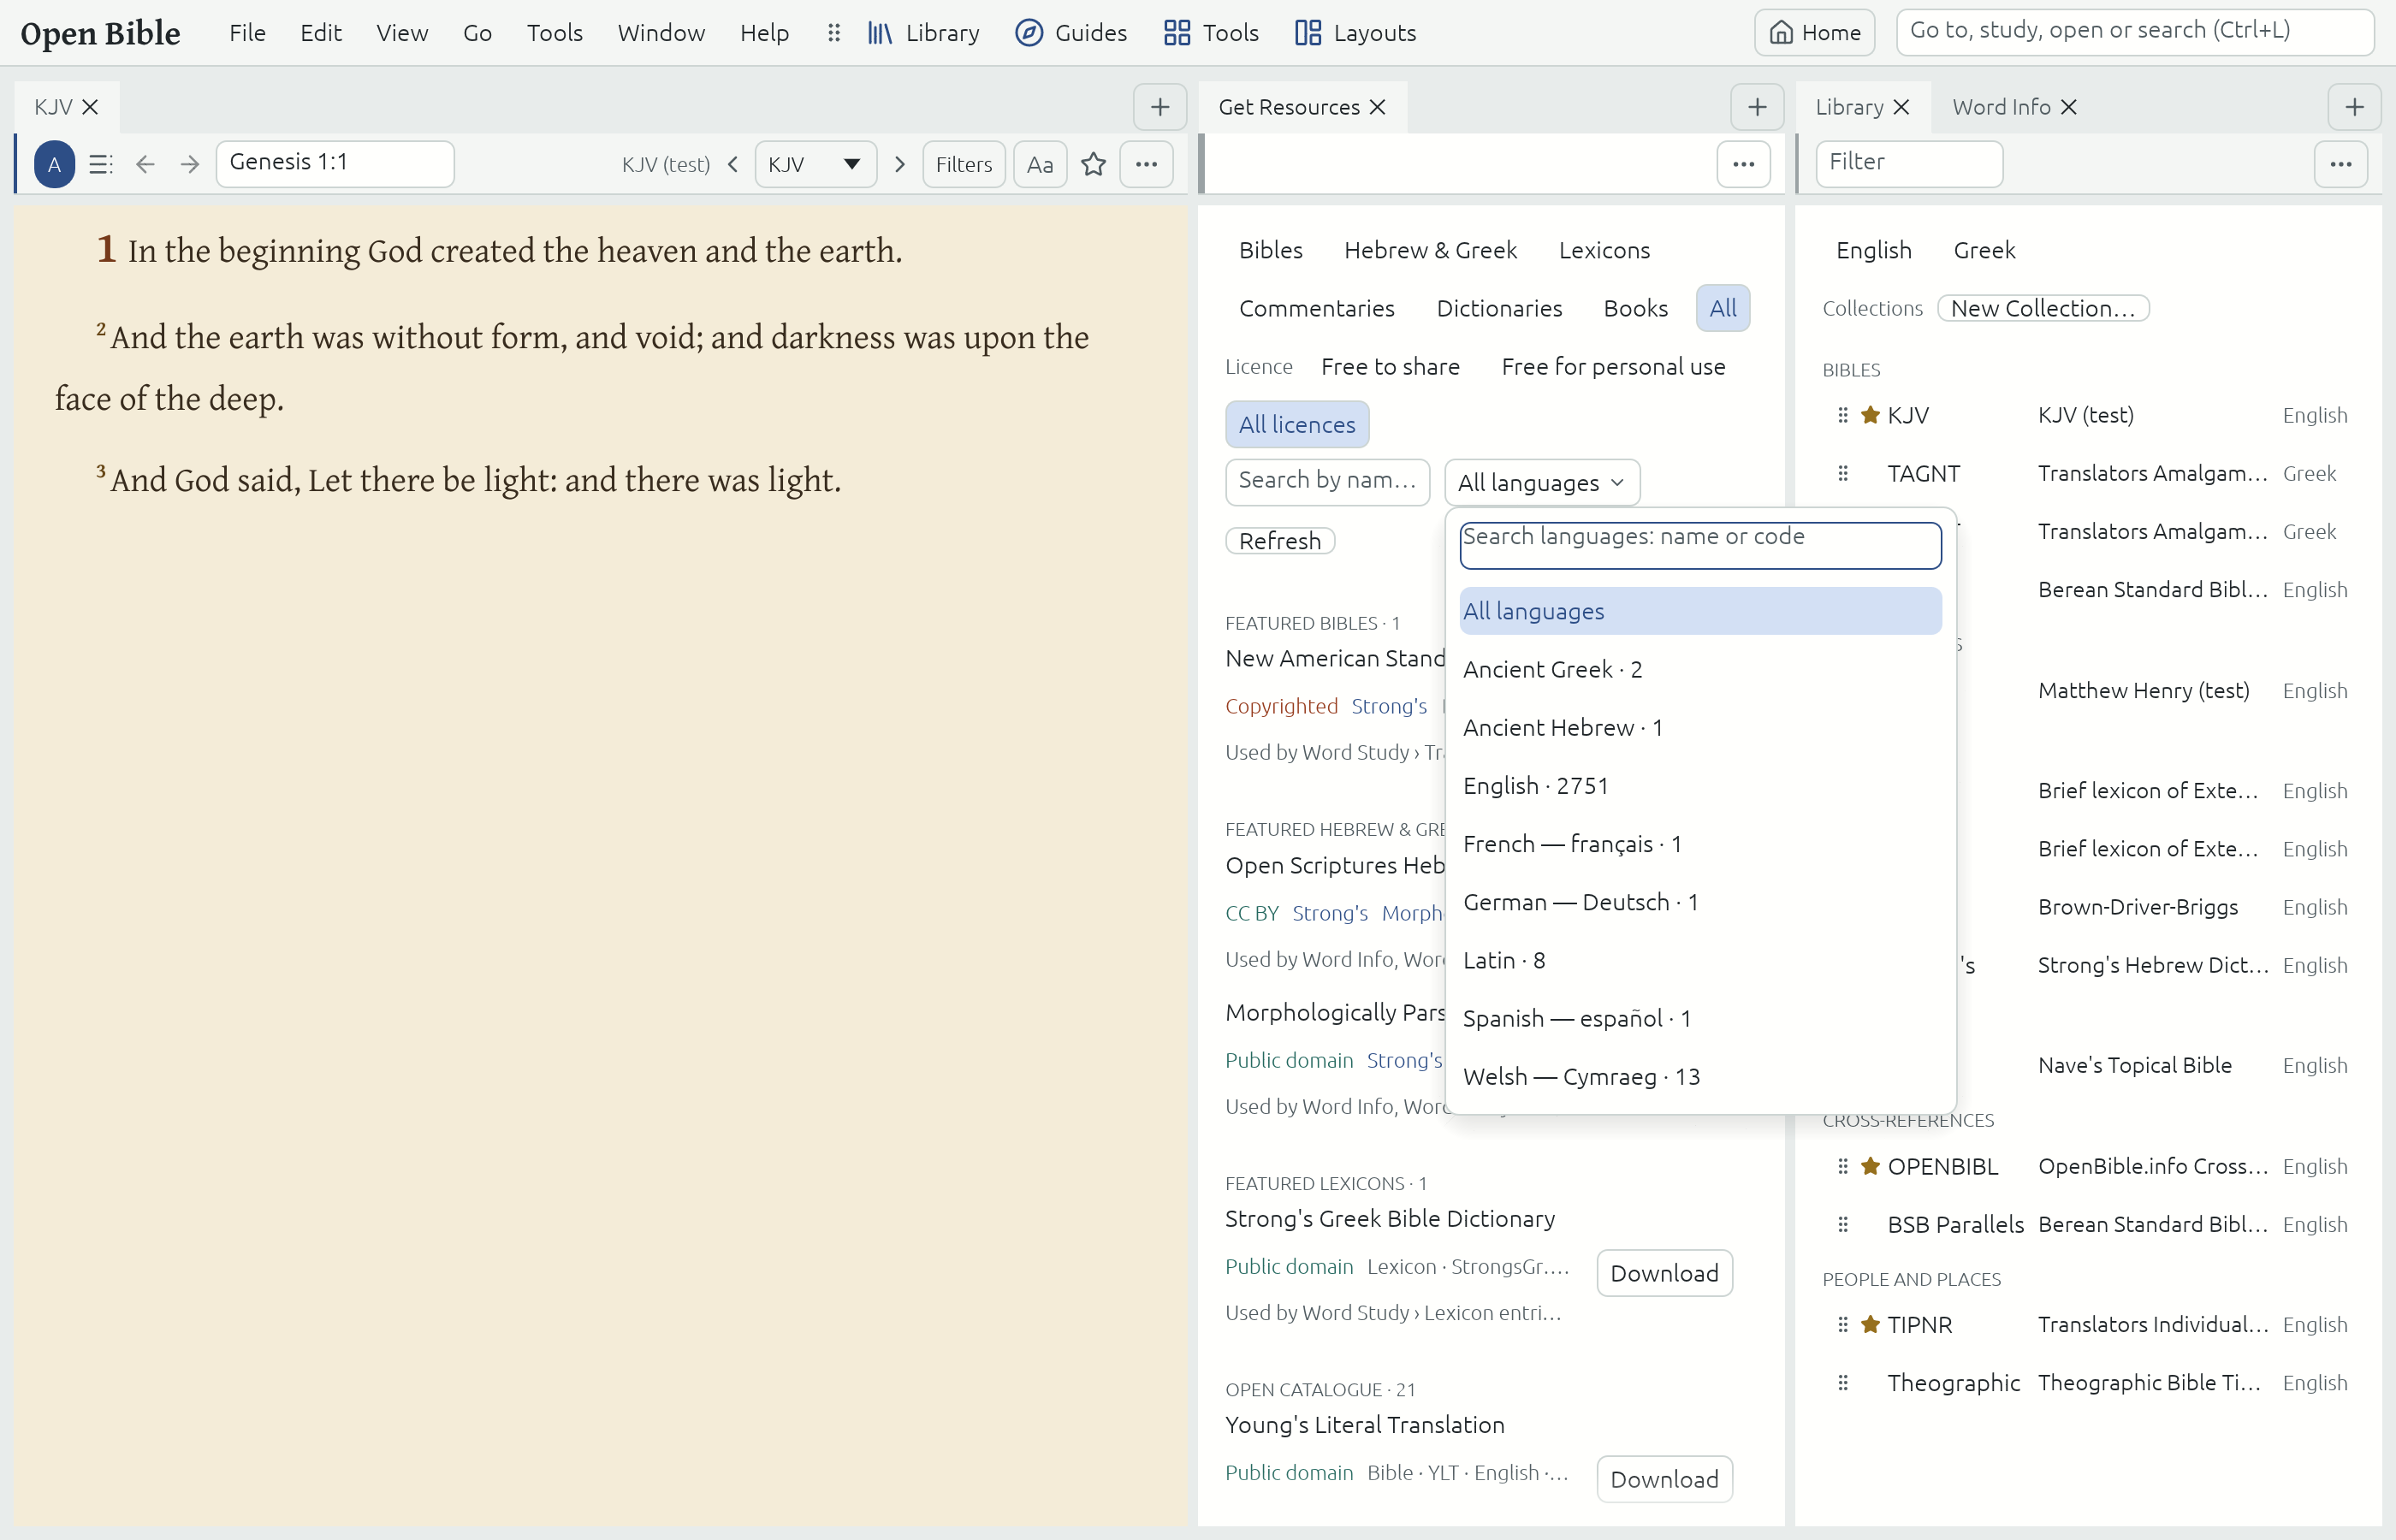 Open Bible File Edit View Go Tools Window Help Library Guides Tools Layouts Home Go to, study, open or search (Ctrl+L)
KJV
A Genesis 1:1 KJV (test) KJV Filters Aa
1 In the beginning God created the heaven and the earth.
2 And the earth was without form, and void; and darkness was upon the
face of the deep.
3 And God said, Let there be light: and there was light.
Get Resources
Bibles Hebrew & Greek Lexicons
Commentaries Dictionaries Books All
Licence Free to share Free for personal use
All licences
Search by nam... All languages
Refresh
Search languages: name or code
All languages
Ancient Greek · 2
Ancient Hebrew · 1
English · 2751
French — français · 1
German — Deutsch · 1
Latin · 8
Spanish — español · 1
Welsh — Cymraeg · 13
FEATURED BIBLES · 1
New American Stand
Copyrighted Strong's
Used by Word Study › Tra
FEATURED HEBREW & GRE
Open Scriptures Heb
CC BY Strong's Morph
Used by Word Info, Word
Morphologically Pars
Public domain Strong's
Used by Word Info, Word
FEATURED LEXICONS · 1
Strong's Greek Bible Dictionary
Public domain Lexicon · StrongsGr.... Download
Used by Word Study › Lexicon entri...
OPEN CATALOGUE · 21
Young's Literal Translation
Public domain Bible · YLT · English ·... Download
Library Word Info
Filter
English Greek
Collections New Collection...
BIBLES
KJV KJV (test) English
TAGNT Translators Amalgam... Greek
Translators Amalgam... Greek
Berean Standard Bibl... English
Matthew Henry (test) English
Brief lexicon of Exte... English
Brief lexicon of Exte... English
Brown-Driver-Briggs English
's Strong's Hebrew Dict... English
Nave's Topical Bible English
CROSS-REFERENCES
OPENBIBL OpenBible.info Cross... English
BSB Parallels Berean Standard Bibl... English
PEOPLE AND PLACES
TIPNR Translators Individual... English
Theographic Theographic Bible Ti... English